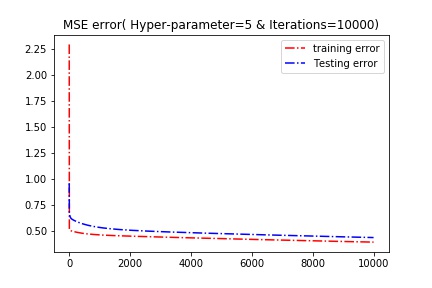 MSE error( Hyper-parameter=5 & Iterations=10000)
training error
Testing error
2.25
2.00
1.75
1.50
1.25
1.00
0.75
0.50
0 2000 4000 6000 8000 10000